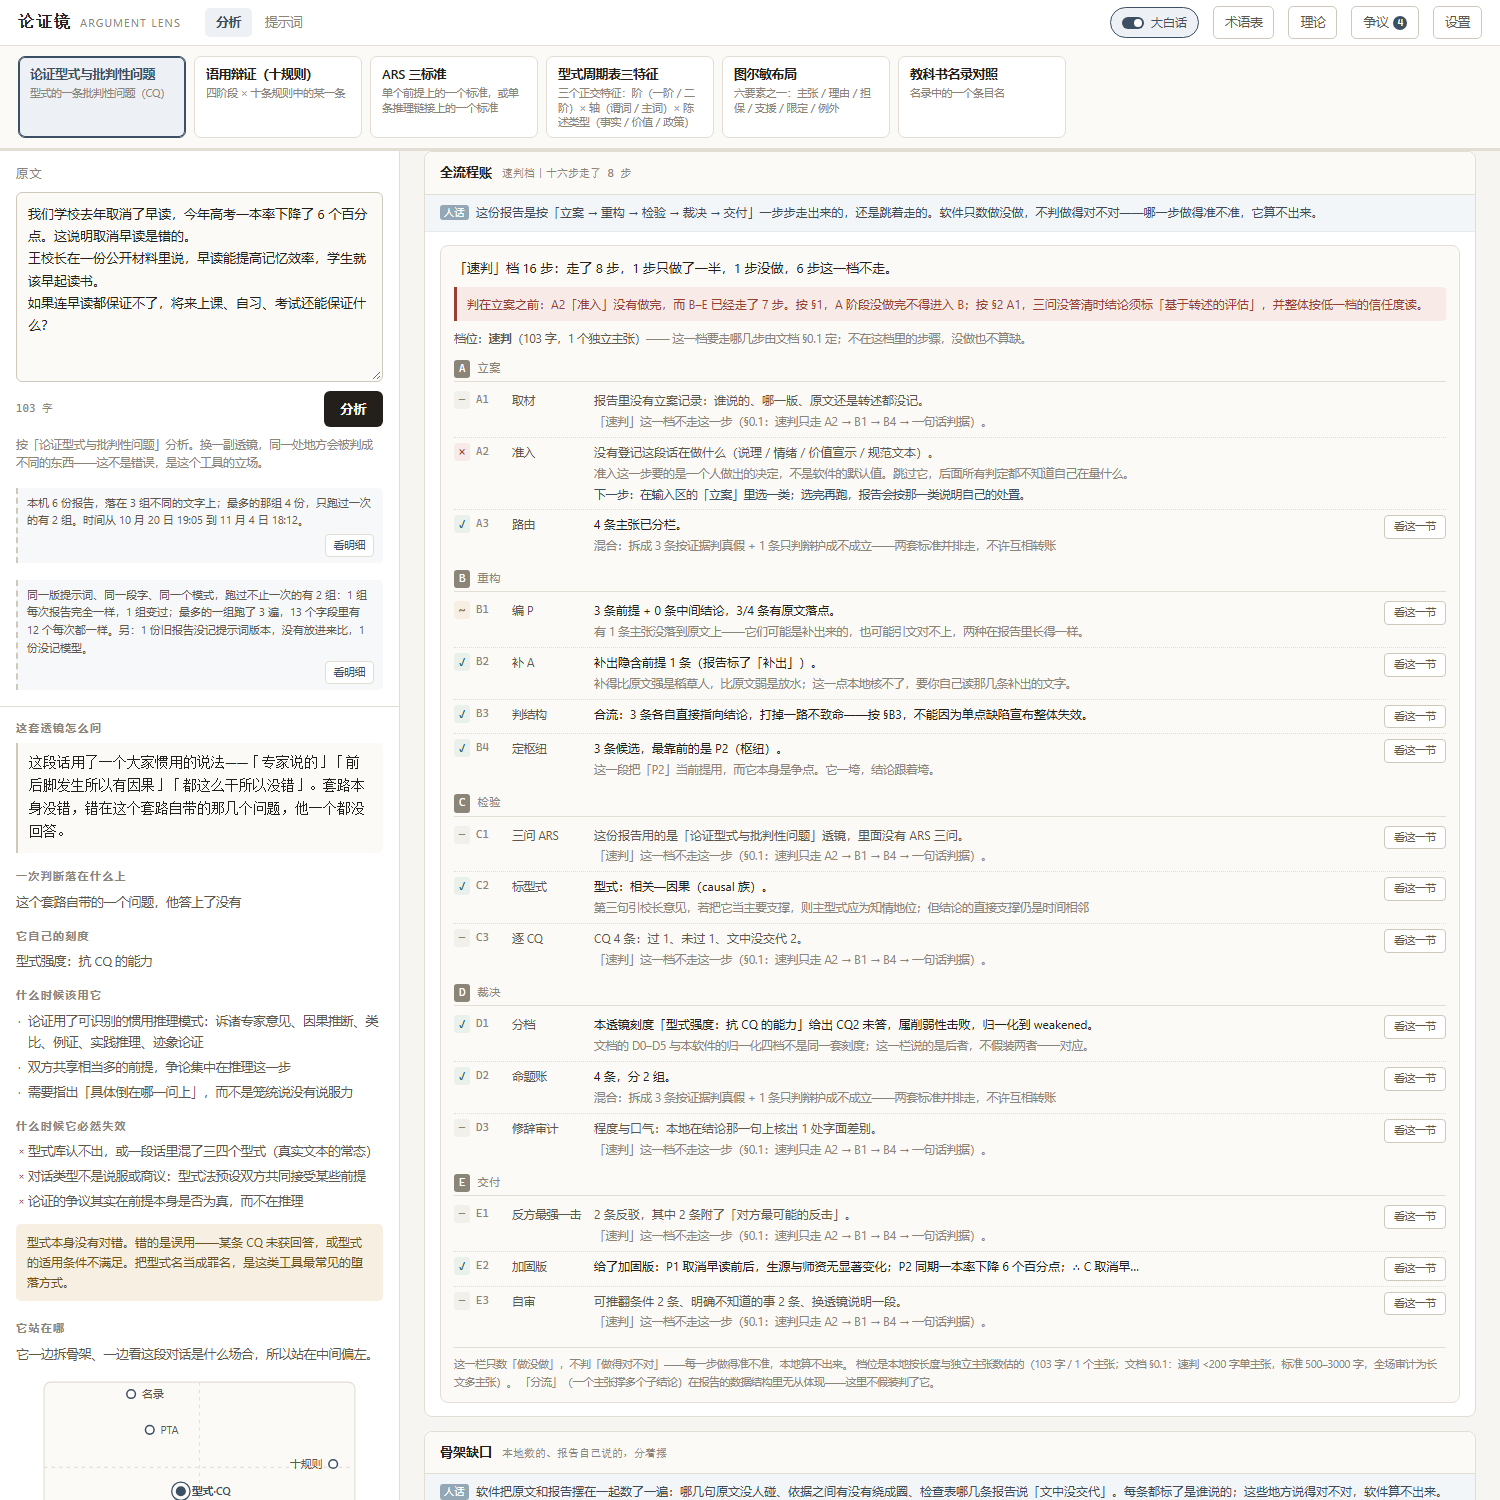 论证镜 ARGUMENT LENS 分析 提示词 大白话 术语表 理论 争议 4 设置
论证型式与批判性问题
型式的一条批判性问题（CQ）
语用辩证（十规则）
四阶段 × 十条规则中的某一条
ARS 三标准
单个前提上的一个标准，或单
条推理链接上的一个标准
型式周期表三特征
三个正交特征：阶（一阶 / 二
阶）× 轴（谓词 / 主词）× 陈
述类型（事实 / 价值 / 政策）
图尔敏布局
六要素之一：主张 / 理由 / 担
保 / 支援 / 限定 / 例外
教科书名录对照
名录中的一个条目名
原文
我们学校去年取消了早读，今年高考一本率下降了 6 个百分
点。这说明取消早读是错的。
王校长在一份公开材料里说，早读能提高记忆效率，学生就
该早起读书。
如果连早读都保证不了，将来上课、自习、考试还能保证什
么？
103 字
分析
按「论证型式与批判性问题」分析。换一副透镜，同一处地方会被判成
不同的东西——这不是错误，是这个工具的立场。
本机 6 份报告，落在 3 组不同的文字上；最多的那组 4 份，只跑过一次
的有 2 组。时间从 10 月 20 日 19:05 到 11 月 4 日 18:12。
看明细
同一版提示词、同一段字、同一个模式，跑过不止一次的有 2 组：1 组
每次报告完全一样，1 组变过；最多的一组跑了 3 遍，13 个字段里有
12 个每次都一样。另：1 份旧报告没记提示词版本，没有放进来比，1
份没记模型。
看明细
这套透镜怎么问
这段话用了一个大家惯用的说法——「专家说的」「前
后脚发生所以有因果」「都这么干所以没错」。套路本
身没错，错在这个套路自带的那几个问题，他一个都没
回答。
一次判断落在什么上
这个套路自带的一个问题，他答上了没有
它自己的刻度
型式强度：抗 CQ 的能力
什么时候该用它
· 论证用了可识别的惯用推理模式：诉诸专家意见、因果推断、类
比、例证、实践推理、迹象论证
· 双方共享相当多的前提，争论集中在推理这一步
· 需要指出「具体倒在哪一问上」，而不是笼统说没有说服力
什么时候它必然失效
× 型式库认不出，或一段话里混了三四个型式（真实文本的常态）
× 对话类型不是说服或商议：型式法预设双方共同接受某些前提
× 论证的争议其实在前提本身是否为真，而不在推理
型式本身没有对错。错的是误用——某条 CQ 未获回答，或型式
的适用条件不满足。把型式名当成罪名，是这类工具最常见的堕
落方式。
它站在哪
它一边拆骨架、一边看这段对话是什么场合，所以站在中间偏左。
名录
PTA
十规则
型式·CQ
全流程账 速判档｜十六步走了 8 步
人话 这份报告是按「立案 → 重构 → 检验 → 裁决 → 交付」一步步走出来的，还是跳着走的。软件只数做没做，不判做得对不对——哪一步做得准不准，它算不出来。
「速判」档 16 步：走了 8 步，1 步只做了一半，1 步没做，6 步这一档不走。
判在立案之前：A2「准入」没有做完，而 B–E 已经走了 7 步。按 §1，A 阶段没做完不得进入 B；按 §2 A1，三问没答清时结论须标「基于转述的评估」，并整体按低一档的信任度读。
档位：速判（103 字，1 个独立主张）—— 这一档要走哪几步由文档 §0.1 定；不在这档里的步骤，没做也不算缺。
A 立案
– A1 取材 报告里没有立案记录：谁说的、哪一版、原文还是转述都没记。
「速判」这一档不走这一步（§0.1：速判只走 A2 → B1 → B4 → 一句话判据）。
× A2 准入 没有登记这段话在做什么（说理 / 情绪 / 价值宣示 / 规范文本）。
准入这一步要的是一个人做出的决定，不是软件的默认值。跳过它，后面所有判定都不知道自己在量什么。
下一步：在输入区的「立案」里选一类；选完再跑，报告会按那一类说明自己的处置。
✓ A3 路由 4 条主张已分栏。 看这一节
混合：拆成 3 条按证据判真假 + 1 条只判辩护成不成立——两套标准并排走，不许互相转账
B 重构
~ B1 编 P 3 条前提 + 0 条中间结论，3/4 条有原文落点。 看这一节
有 1 条主张没落到原文上——它们可能是补出来的，也可能引文对不上，两种在报告里长得一样。
✓ B2 补 A 补出隐含前提 1 条（报告标了「补出」）。 看这一节
补得比原文强是稻草人，比原文弱是放水；这一点本地核不了，要你自己读那几条补出的文字。
✓ B3 判结构 合流：3 条各自直接指向结论，打掉一路不致命——按 §B3，不能因为单点缺陷宣布整体失效。 看这一节
✓ B4 定枢纽 3 条候选，最靠前的是 P2（枢纽）。 看这一节
这一段把「P2」当前提用，而它本身是争点。它一垮，结论跟着垮。
C 检验
– C1 三问 ARS 这份报告用的是「论证型式与批判性问题」透镜，里面没有 ARS 三问。 看这一节
「速判」这一档不走这一步（§0.1：速判只走 A2 → B1 → B4 → 一句话判据）。
✓ C2 标型式 型式：相关—因果（causal 族）。 看这一节
第三句引校长意见，若把它当主要支撑，则主型式应为知情地位；但结论的直接支撑仍是时间相邻
– C3 逐 CQ CQ 4 条：过 1、未过 1、文中没交代 2。 看这一节
「速判」这一档不走这一步（§0.1：速判只走 A2 → B1 → B4 → 一句话判据）。
D 裁决
✓ D1 分档 本透镜刻度「型式强度：抗 CQ 的能力」给出 CQ2 未答，属削弱性击败，归一化到 weakened。 看这一节
文档的 D0–D5 与本软件的归一化四档不是同一套刻度；这一栏说的是后者，不假装两者一一对应。
✓ D2 命题账 4 条，分 2 组。 看这一节
混合：拆成 3 条按证据判真假 + 1 条只判辩护成不成立——两套标准并排走，不许互相转账
– D3 修辞审计 程度与口气：本地在结论那一句上核出 1 处字面差别。 看这一节
「速判」这一档不走这一步（§0.1：速判只走 A2 → B1 → B4 → 一句话判据）。
E 交付
– E1 反方最强一击 2 条反驳，其中 2 条附了「对方最可能的反击」。 看这一节
「速判」这一档不走这一步（§0.1：速判只走 A2 → B1 → B4 → 一句话判据）。
✓ E2 加固版 给了加固版：P1 取消早读前后，生源与师资无显著变化；P2 同期一本率下降 6 个百分点；∴ C 取消早... 看这一节
– E3 自审 可推翻条件 2 条、明确不知道的事 2 条、换透镜说明一段。 看这一节
「速判」这一档不走这一步（§0.1：速判只走 A2 → B1 → B4 → 一句话判据）。
这一栏只数「做没做」，不判「做得对不对」——每一步做得准不准，本地算不出来。 档位是本地按长度与独立主张数估的（103 字 / 1 个主张；文档 §0.1：速判 <200 字单主张，标准 500–3000 字，全场审计为长
文多主张）。 「分流」（一个主张撑多个子结论）在报告的数据结构里无从体现——这里不假装判了它。
骨架缺口 本地数的、报告自己说的，分着摆
人话 软件把原文和报告摆在一起数了一遍：哪几句原文没人碰、依据之间有没有绕成圈、检查表哪几条报告说「文中没交代」。每条都标了是谁说的；这些地方说得对不对，软件算不出来。